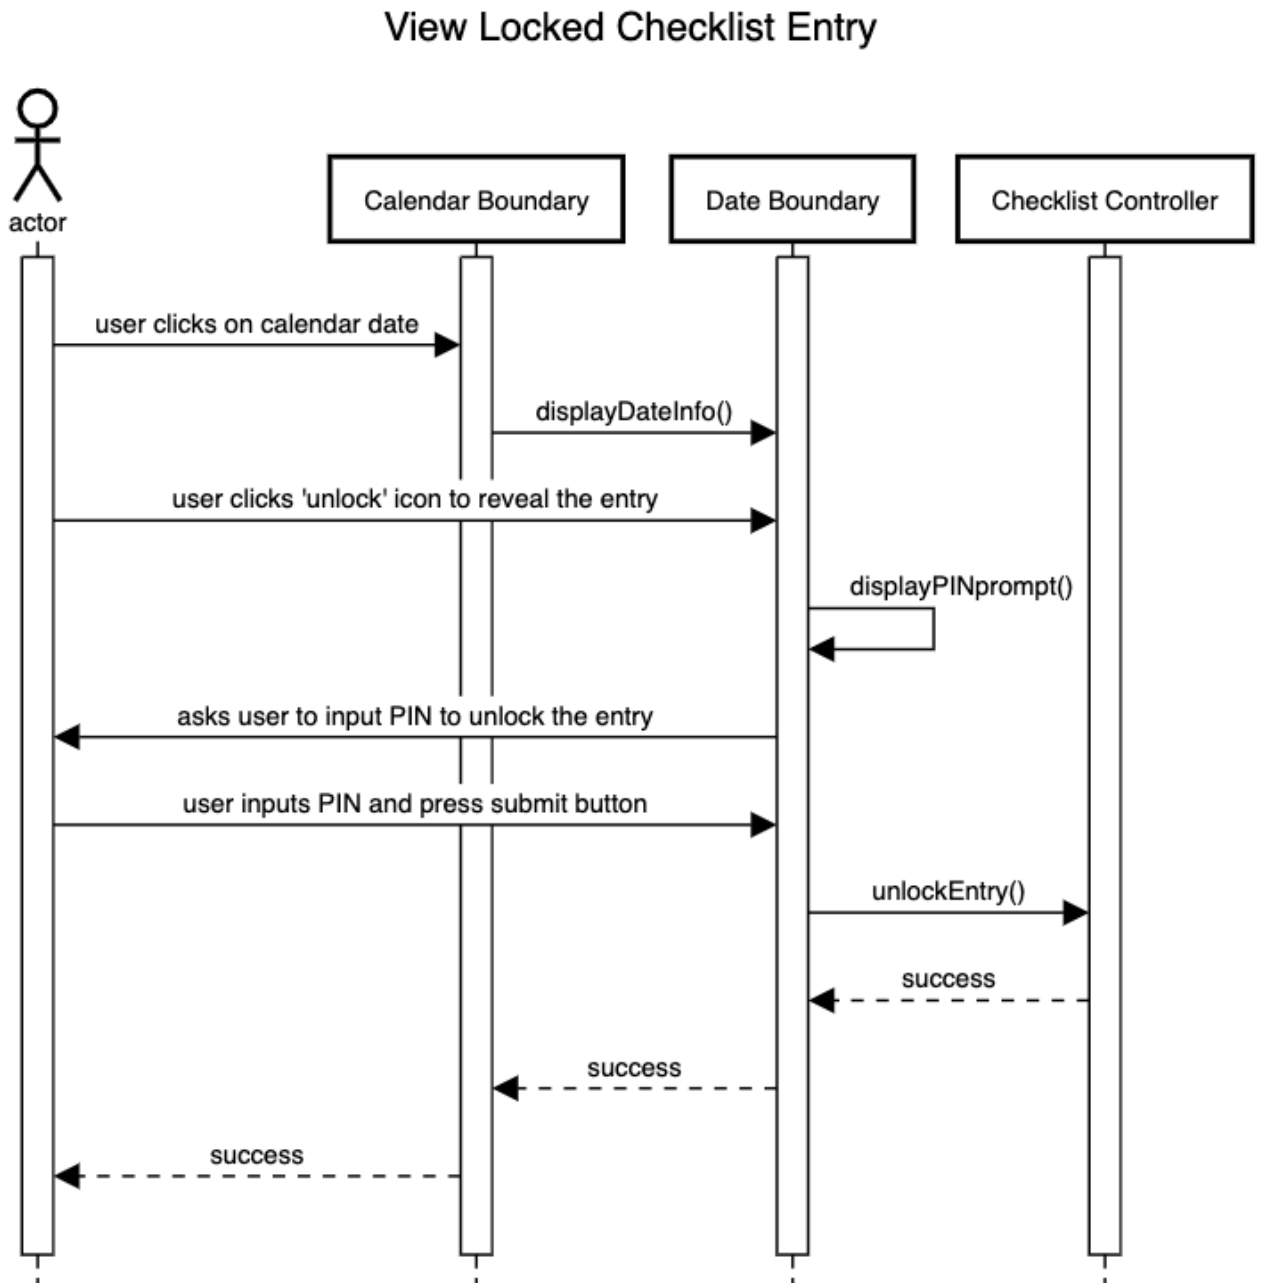 View Locked Checklist Entry
actor
Calendar Boundary
Date Boundary
Checklist Controller
user clicks on calendar date
displayDateInfo()
user clicks 'unlock' icon to reveal the entry
displayPINprompt()
asks user to input PIN to unlock the entry
user inputs PIN and press submit button
unlockEntry()
success
success
success